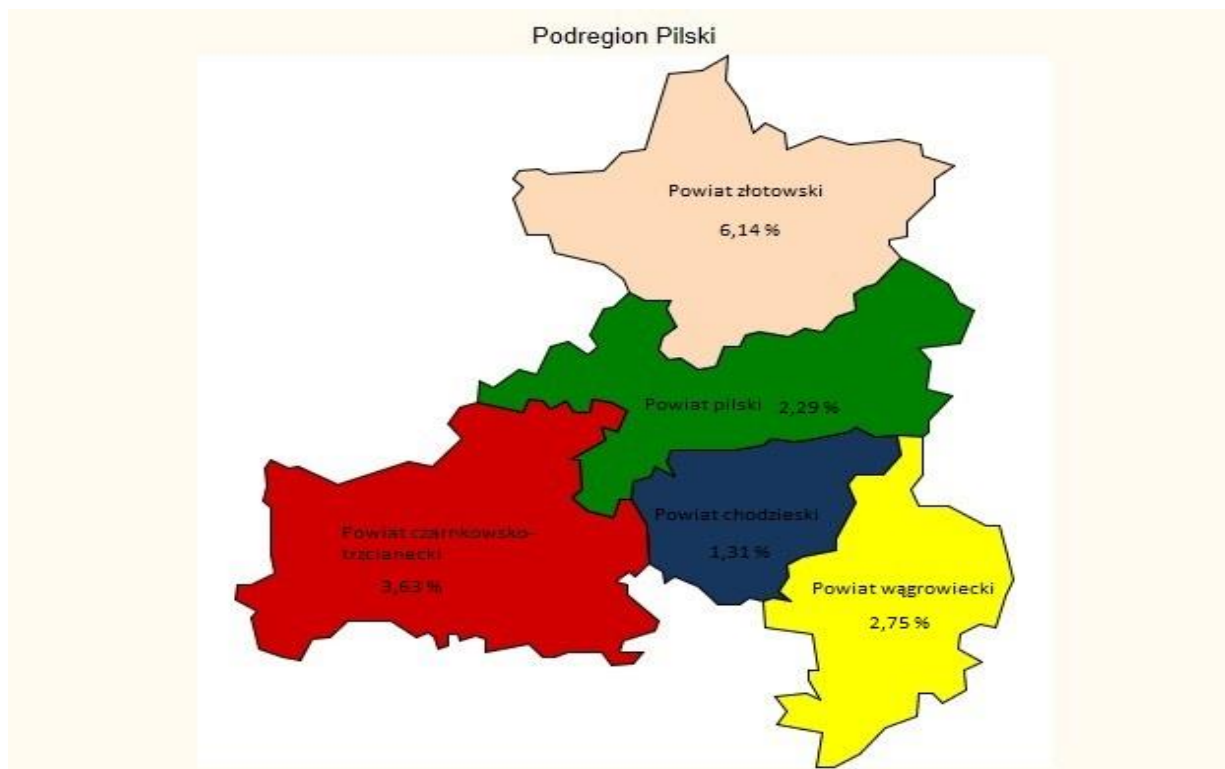 Podregion Pilski
Powiat złotowski
6,14 %
Powiat pilski 2,29 %
Powiat czarnkowsko-
trzcianecki
3,63 %
Powiat chodzieski
1,31 %
Powiat wągrowiecki
2,75 %